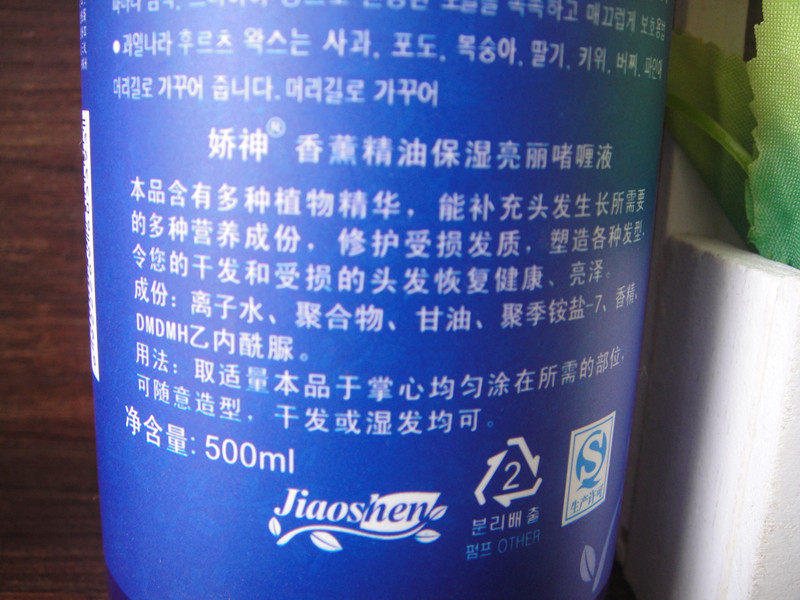 과일나라 후르츠 왁스는 사과, 포도, 복숭아, 딸기, 키위, 버찌, 파인애
머리길로 가꾸어 줍니다. 머리길로 가꾸어
娇神® 香薰精油保湿亮丽啫喱液
本品含有多种植物精华，能补充头发生长所需要
的多种营养成份，修护受损发质，塑造各种发型，
令您的干发和受损的头发恢复健康、亮泽。
成份：离子水、聚合物、甘油、聚季铵盐-7、香精、
DMDMH乙内酰脲。
用法：取适量本品于掌心均匀涂在所需的部位，
可随意造型，干发或湿发均可。
净含量：500ml
Jiaoshen
2
분리배출
펌프 OTHER
生产许可